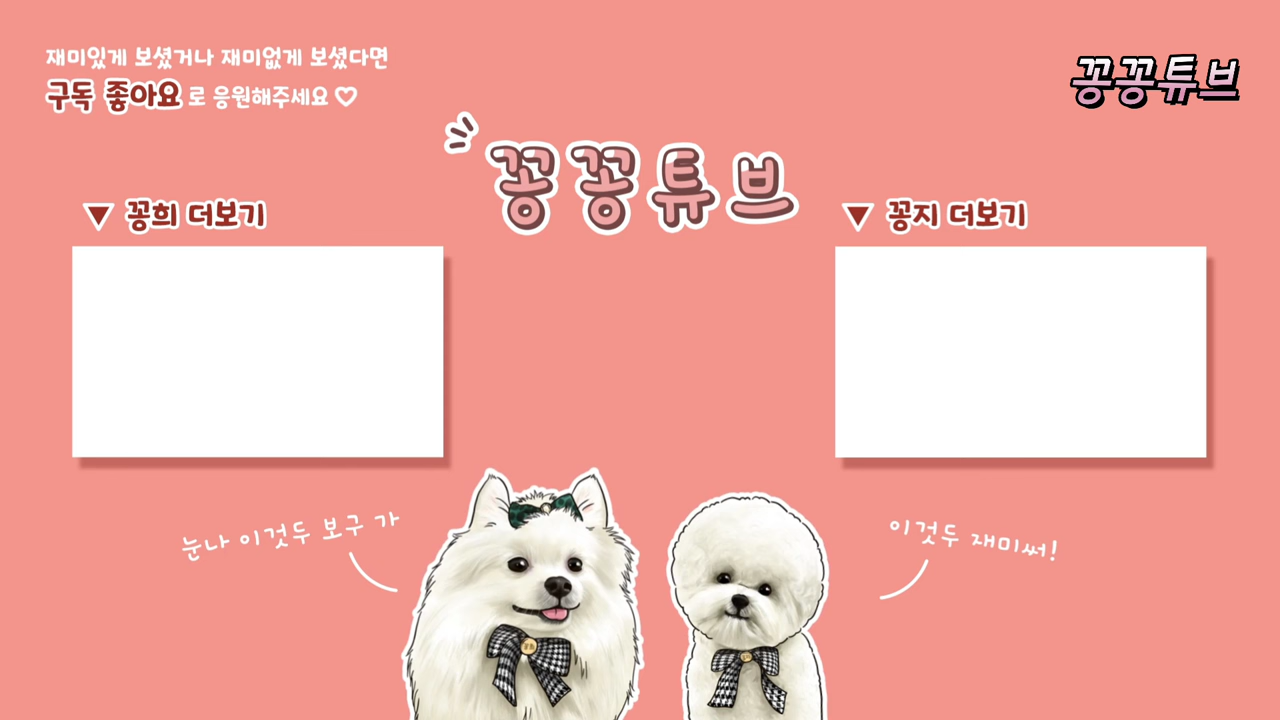 재미있게 보셨거나 재미없게 보셨다면
구독 좋아요 로 응원해주세요 ♡
꽁꽁튜브
꽁꽁튜브
▼ 꽁희 더보기
▼ 꽁지 더보기
눈나 이것두 보구 가
이것두 재미써!